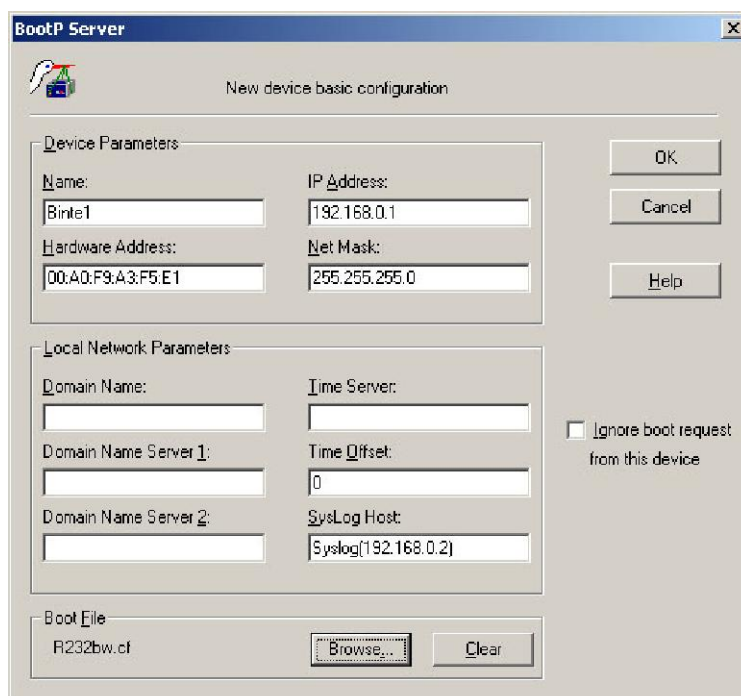 BootP Server
New device basic configuration
Device Parameters
Name:
IP Address:
Binte1
192.168.0.1
Hardware Address:
Net Mask:
00:A0:F9:A3:F5:E1
255.255.255.0
OK
Cancel
Help
Local Network Parameters
Domain Name:
Time Server:
Domain Name Server 1:
Time Offset:
0
Domain Name Server 2:
SysLog Host:
Syslog(192.168.0.2)
Ignore boot request
from this device
Boot File
R232bw.cf
Browse...
Clear